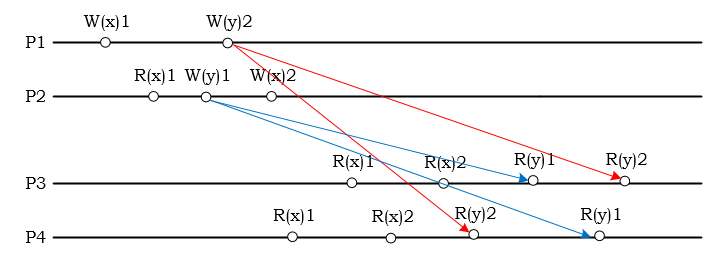 W(x)1 W(y)2
P1
R(x)1 W(y)1 W(x)2
P2
R(x)1 R(x)2 R(y)1 R(y)2
P3
R(x)1 R(x)2 R(y)2 R(y)1
P4